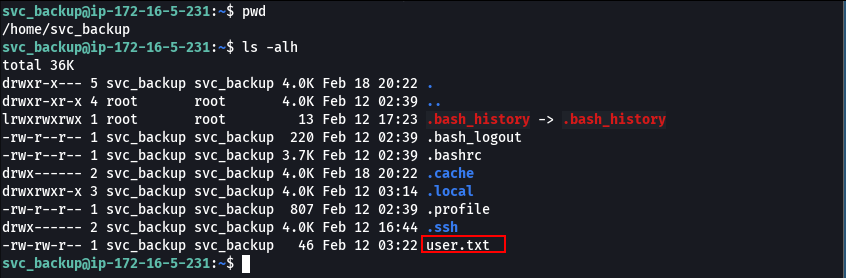 svc_backup@ip-172-16-5-231:~$ pwd
/home/svc_backup
svc_backup@ip-172-16-5-231:~$ ls -alh
total 36K
drwxr-x--- 5 svc_backup svc_backup 4.0K Feb 18 20:22 .
drwxr-xr-x 4 root       root       4.0K Feb 12 02:39 ..
lrwxrwxrwx 1 root       root         13 Feb 12 17:23 .bash_history -> .bash_history
-rw-r--r-- 1 svc_backup svc_backup  220 Feb 12 02:39 .bash_logout
-rw-r--r-- 1 svc_backup svc_backup 3.7K Feb 12 02:39 .bashrc
drwx------ 2 svc_backup svc_backup 4.0K Feb 18 20:22 .cache
drwxrwxr-x 3 svc_backup svc_backup 4.0K Feb 12 03:14 .local
-rw-r--r-- 1 svc_backup svc_backup  807 Feb 12 02:39 .profile
drwx------ 2 svc_backup svc_backup 4.0K Feb 12 16:44 .ssh
-rw-rw-r-- 1 svc_backup svc_backup   46 Feb 12 03:22 user.txt
svc_backup@ip-172-16-5-231:~$